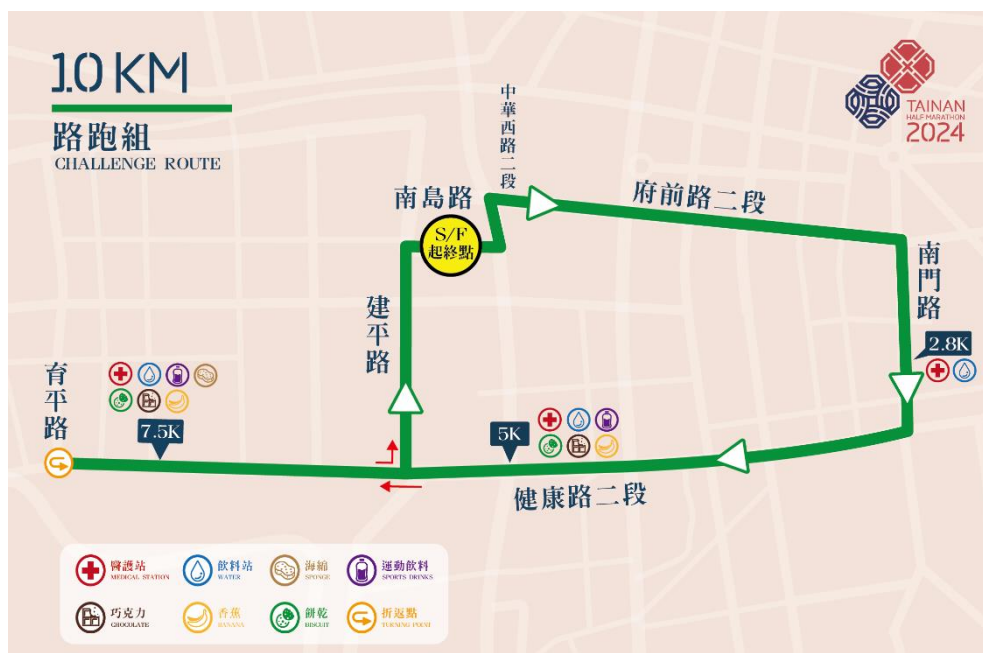 10 KM
路跑組
CHALLENGE ROUTE
TAINAN
HALF MARATHON
2024
中華西路二段
南島路
府前路二段
S/F
起終點
南門路
建平路
2.8K
育平路
7.5K
5K
健康路二段
醫護站
MEDICAL STATION
飲料站
WATER
海綿
SPONGE
運動飲料
SPORTS DRINKS
巧克力
CHOCOLATE
香蕉
BANANA
餅乾
BISCUIT
折返點
TURNING POINT